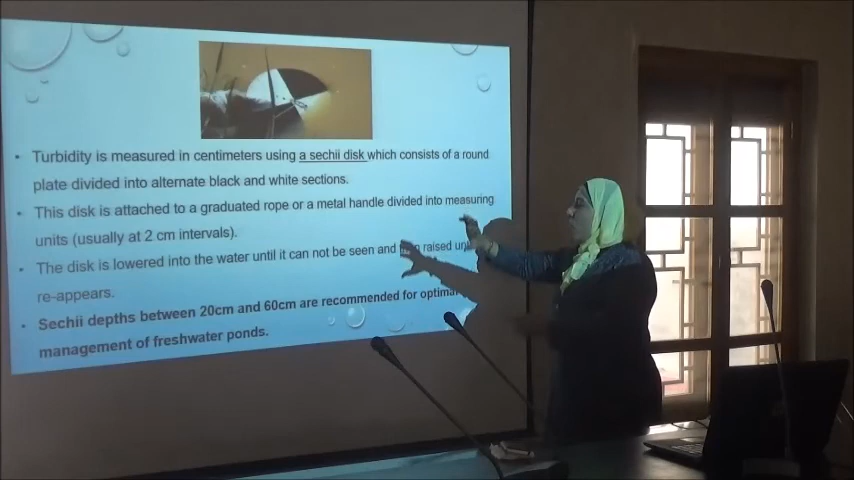 • Turbidity is measured in centimeters using a sechii disk which consists of a round
plate divided into alternate black and white sections.
• This disk is attached to a graduated rope or a metal handle divided into measuring
units (usually at 2 cm intervals).
• The disk is lowered into the water until it can not be seen and raised until
re-appears.
• Sechii depths between 20cm and 60cm are recommended for optimal
managing of freshwater ponds.